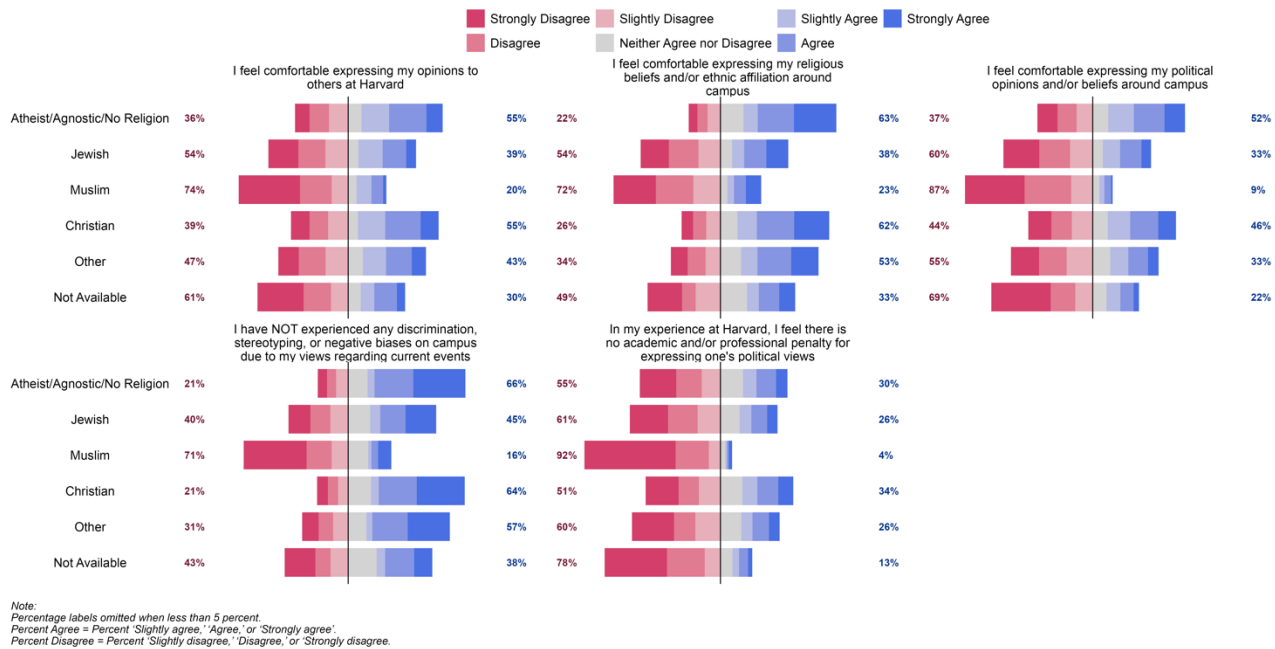 Strongly Disagree Slightly Disagree Slightly Agree Strongly Agree
Disagree Neither Agree nor Disagree Agree
I feel comfortable expressing my opinions to
others at Harvard
I feel comfortable expressing my religious
beliefs and/or ethnic affiliation around
campus
I feel comfortable expressing my political
opinions and/or beliefs around campus
Atheist/Agnostic/No Religion 36% 55% 22% 63% 37% 52%
Jewish 54% 39% 54% 38% 60% 33%
Muslim 74% 20% 72% 23% 87% 9%
Christian 39% 55% 26% 62% 44% 46%
Other 47% 43% 34% 53% 55% 33%
Not Available 61% 30% 49% 33% 69% 22%
I have NOT experienced any discrimination,
stereotyping, or negative biases on campus
due to my views regarding current events
In my experience at Harvard, I feel there is
no academic and/or professional penalty for
expressing one's political views
Atheist/Agnostic/No Religion 21% 66% 55% 30%
Jewish 40% 45% 61% 26%
Muslim 71% 16% 92% 4%
Christian 21% 64% 51% 34%
Other 31% 57% 60% 26%
Not Available 43% 38% 78% 13%
Note:
Percentage labels omitted when less than 5 percent.
Percent Agree = Percent ‘Slightly agree,’ ‘Agree,’ or ‘Strongly agree’.
Percent Disagree = Percent ‘Slightly disagree,’ ‘Disagree,’ or ‘Strongly disagree.